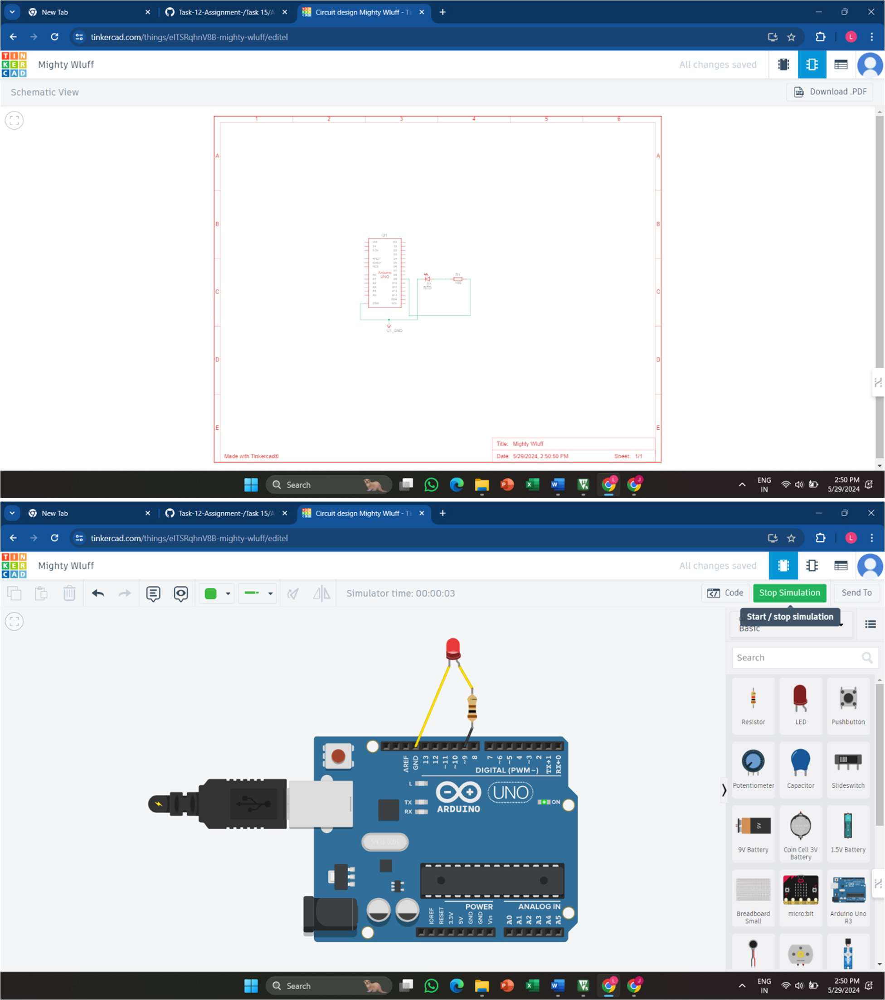 New Tab
Task-12-Assignment-/Task 15/A
Circuit design Mighty Wluff - Ti
tinkercad.com/things/eITSRqhnV8B-mighty-wluff/editel
TIN
KER
CAD
Mighty Wluff
All changes saved
L
Schematic View
Download .PDF
1 2 3 4 5 6
A A
B B
U1
Arduino
UNO
R1
D1
RED
C C
U1_GND
D D
E E
Title: Mighty Wluff
Made with Tinkercad®
Date: 5/29/2024, 2:50:50 PM
Sheet: 1/1
Search
ENG
IN
2:50 PM
5/29/2024
New Tab
Task-12-Assignment-/Task 15/A
Circuit design Mighty Wluff - Ti
tinkercad.com/things/eITSRqhnV8B-mighty-wluff/editel
TIN
KER
CAD
Mighty Wluff
All changes saved
L
Simulator time: 00:00:03
Code
Stop Simulation
Send To
Start / stop simulation
Basic
Search
Resistor
LED
Pushbutton
Potentiometer
Capacitor
Slideswitch
9V
9V Battery
Coin Cell 3V
Battery
1.5V Battery
Breadboard
Small
micro:bit
Arduino Uno
R3
AREF GND 13 12 ~11 ~10 ~9 8 7 ~6 ~5 4 ~3 2 TX→1 RX←0
DIGITAL (PWM~)
L
TX
RX
UNO
ARDUINO
ON
POWER
ANALOG IN
IOREF RESET 3.3V 5V GND GND Vin A0 A1 A2 A3 A4 A5
Search
ENG
IN
2:50 PM
5/29/2024